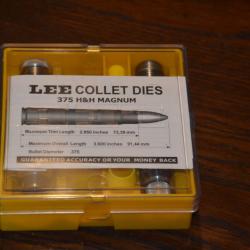 LEE COLLET DIES
375 H&H MAGNUM
Maximum Trim Length 2.850 inches 72,39 mm
Maximum Overall Length 3.600 inches 91,44 mm
Bullet Diameter .375
GUARANTEED ACCURACY OR YOUR MONEY BACK